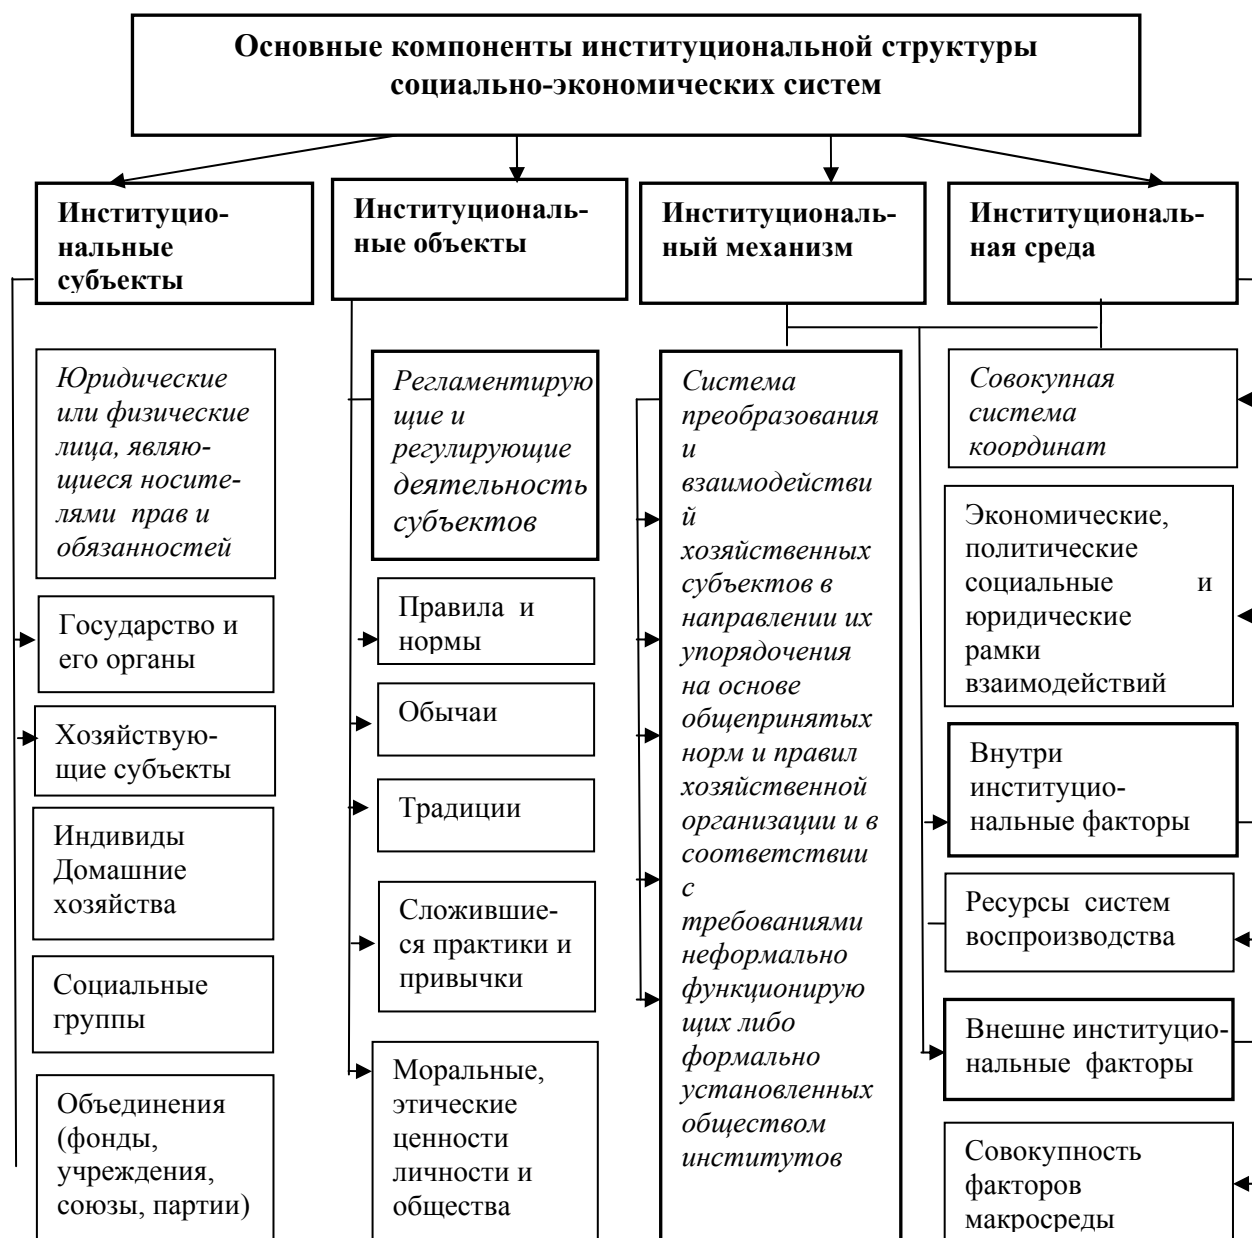 Основные компоненты институциональной структуры
социально-экономических систем
Институцио-
нальные
субъекты
Юридические
или физические
лица, являю-
щиеся носите-
лями прав и
обязанностей
Государство и
его органы
Хозяйствую-
щие субъекты
Индивиды
Домашние
хозяйства
Социальные
группы
Объединения
(фонды,
учреждения,
союзы, партии)
Институциональ-
ные объекты
Регламентирую
щие и
регулирующие
деятельность
субъектов
Правила и
нормы
Обычаи
Традиции
Сложившие-
ся практики и
привычки
Моральные,
этические
ценности
личности и
общества
Институциональ-
ный механизм
Система
преобразования
и
взаимодействи
й
хозяйственных
субъектов в
направлении их
упорядочения
на основе
общепринятых
норм и правил
хозяйственной
организации и в
соответствии
с
требованиями
неформально
функционирую
щих либо
формально
установленных
обществом
институтов
Институциональ-
ная среда
Совокупная
система
координат
Экономические,
политические
социальные и
юридические
рамки
взаимодействий
Внутри
институцио-
нальные факторы
Ресурсы систем
воспроизводства
Внешне институцио-
нальные факторы
Совокупность
факторов
макросреды